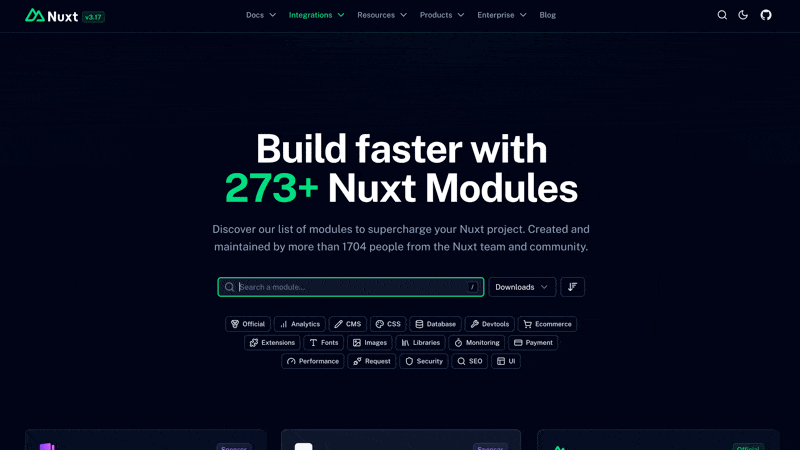 Nuxt v3.17 Docs Integrations Resources Products Enterprise Blog
Build faster with
273+ Nuxt Modules
Discover our list of modules to supercharge your Nuxt project. Created and
maintained by more than 1704 people from the Nuxt team and community.
Search a module... / Downloads
Official Analytics CMS CSS Database Devtools Ecommerce
Extensions Fonts Images Libraries Monitoring Payment
Performance Request Security SEO UI